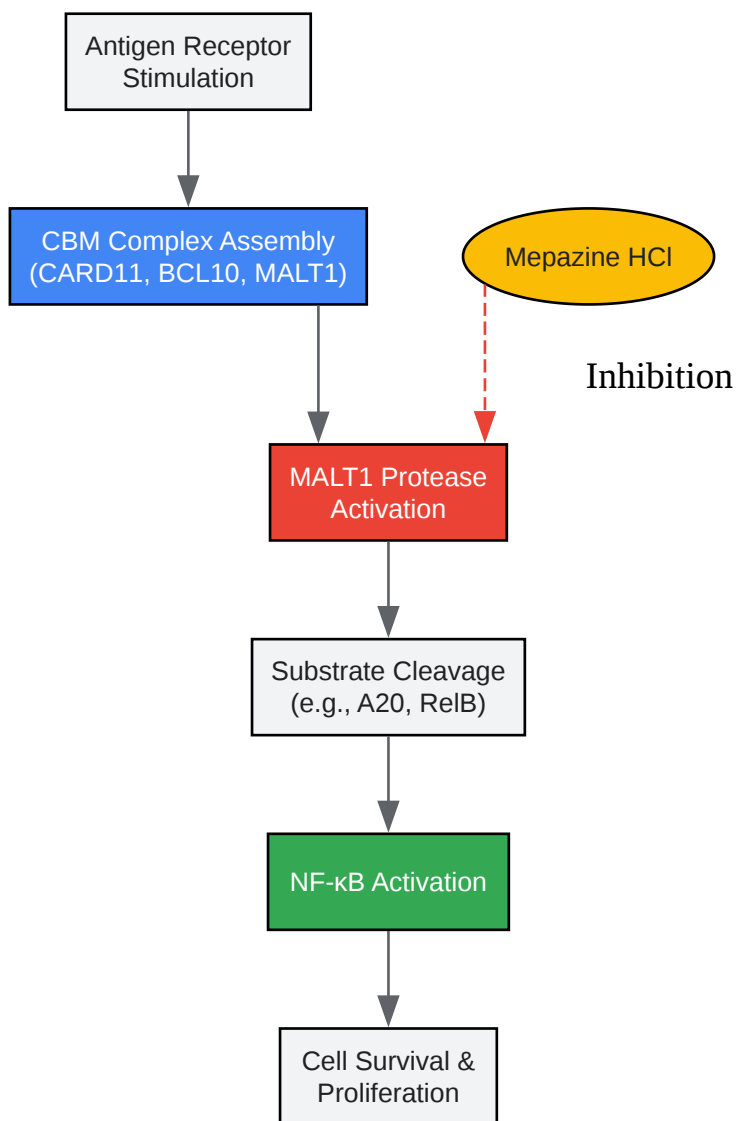 Antigen Receptor
Stimulation
CBM Complex Assembly
(CARD11, BCL10, MALT1)
Mepazine HCl
Inhibition
MALT1 Protease
Activation
Substrate Cleavage
(e.g., A20, RelB)
NF-κB Activation
Cell Survival &
Proliferation